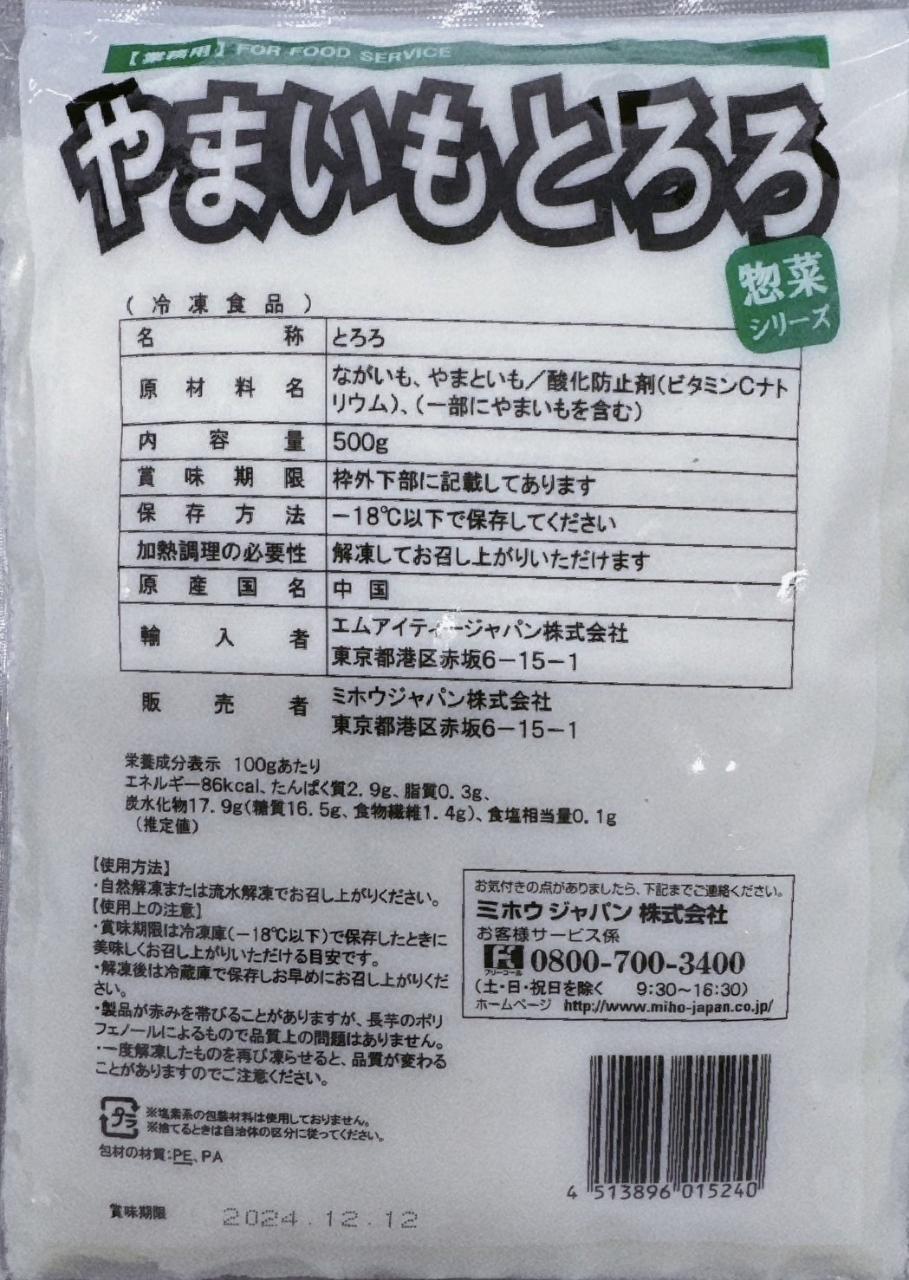 【業務用】FOR FOOD SERVICE
やまいもとろろ
惣菜
シリーズ
(冷凍食品)
名称 とろろ
原材料名 ながいも、やまといも／酸化防止剤(ビタミンCナト
リウム)、(一部にやまいもを含む)
内容量 500g
賞味期限 枠外下部に記載してあります
保存方法 −18℃以下で保存してください
加熱調理の必要性 解凍してお召し上がりいただけます
原産国名 中国
輸入者 エムアイティージャパン株式会社
東京都港区赤坂6−15−1
販売者 ミホウジャパン株式会社
東京都港区赤坂6−15−1
栄養成分表示 100gあたり
エネルギー86kcal、たんぱく質2.9g、脂質0.3g、
炭水化物17.9g(糖質16.5g、食物繊維1.4g)、食塩相当量0.1g
(推定値)
【使用方法】
・自然解凍または流水解凍でお召し上がりください。
【使用上の注意】
・賞味期限は冷凍庫(−18℃以下)で保存したときに
美味しくお召し上がりいただける目安です。
・解凍後は冷蔵庫で保存しお早めにお召し上がりくだ
さい。
・製品が赤みを帯びることがありますが、長芋のポリ
フェノールによるもので品質上の問題はありません。
・一度解凍したものを再び凍らせると、品質が変わる
ことがありますのでご注意ください。
お気付きの点がありましたら、下記までご連絡ください。
ミホウジャパン 株式会社
お客様サービス係
フリーコール 0800-700-3400
(土・日・祝日を除く 9:30〜16:30)
ホームページ http://www.miho-japan.co.jp/
プラ
※塩素系の包装材料は使用しておりません。
※捨てるときは自治体の区分に従ってください。
包材の材質:PE、PA
4 513896 015240
賞味期限 2024.12.12